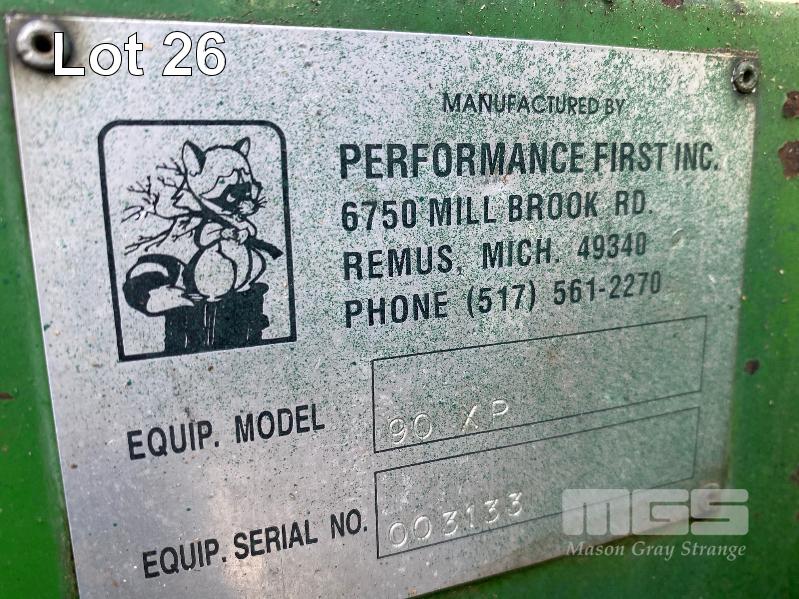 Lot 26
MANUFACTURED BY
PERFORMANCE FIRST INC.
6750 MILL BROOK RD.
REMUS, MICH. 49340
PHONE (517) 561-2270
EQUIP. MODEL 90 XP
EQUIP. SERIAL NO. 003133
MGS
Mason Gray Strange